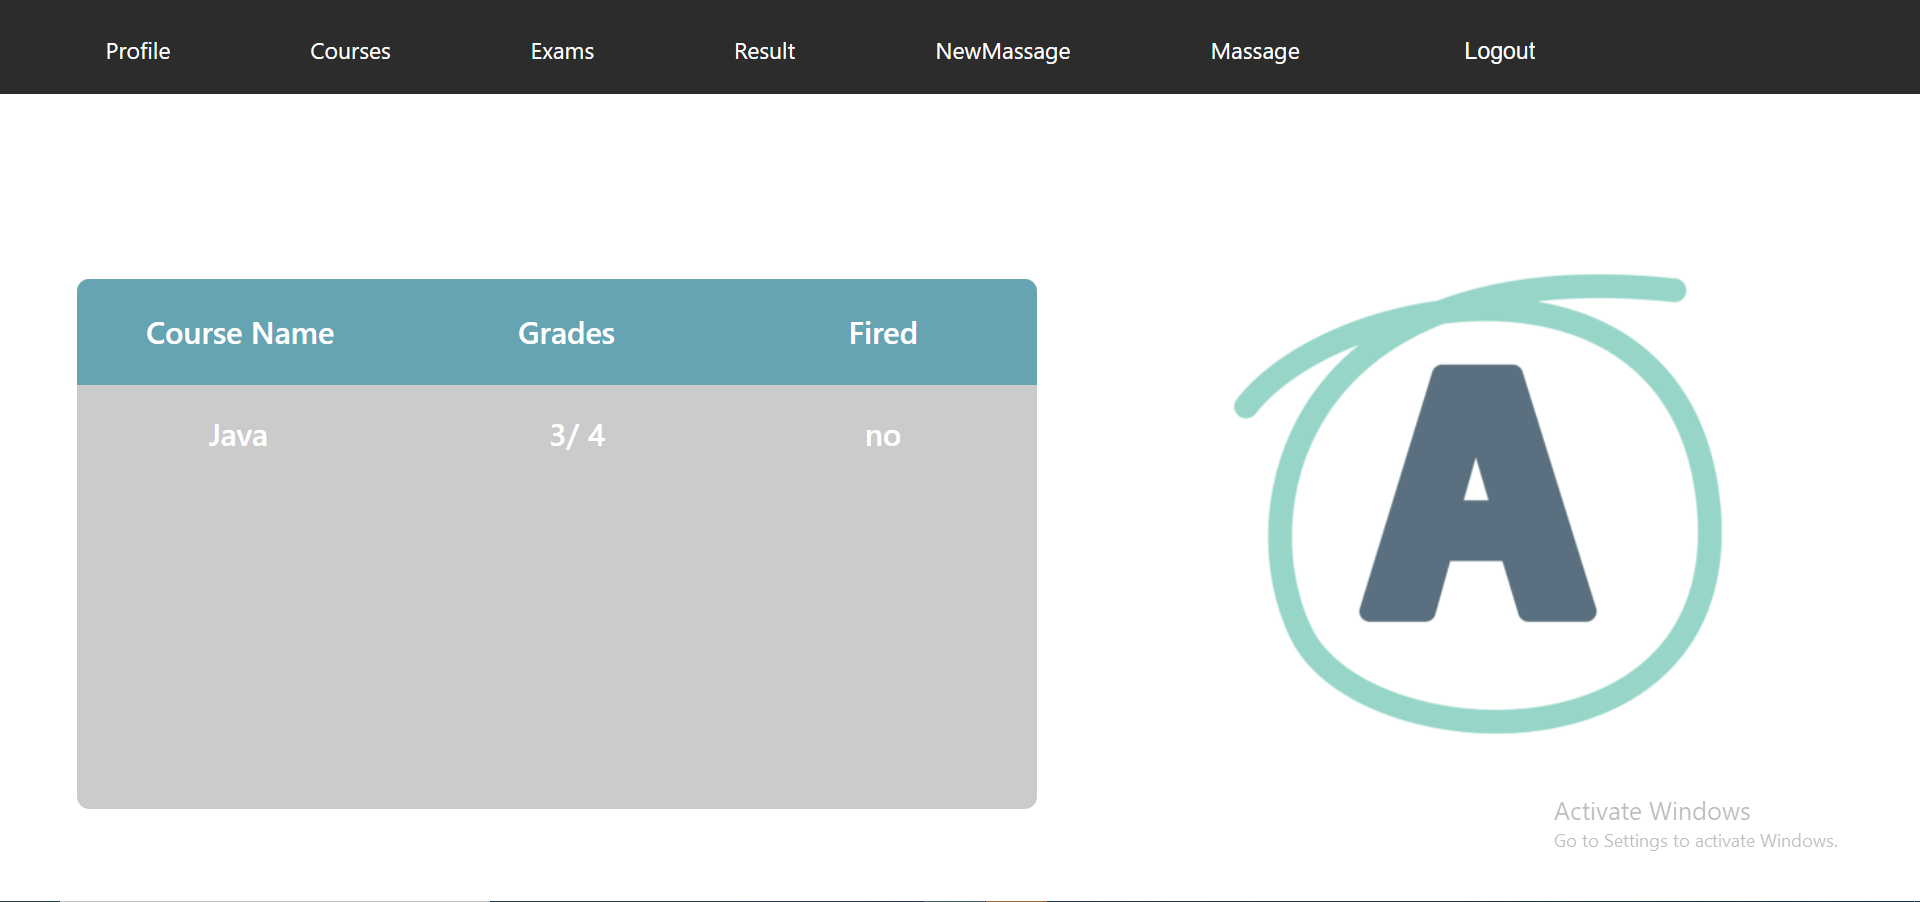 Profile Courses Exams Result NewMassage Massage Logout
Course Name Grades Fired
Java 3/ 4 no
A
Activate Windows
Go to Settings to activate Windows.